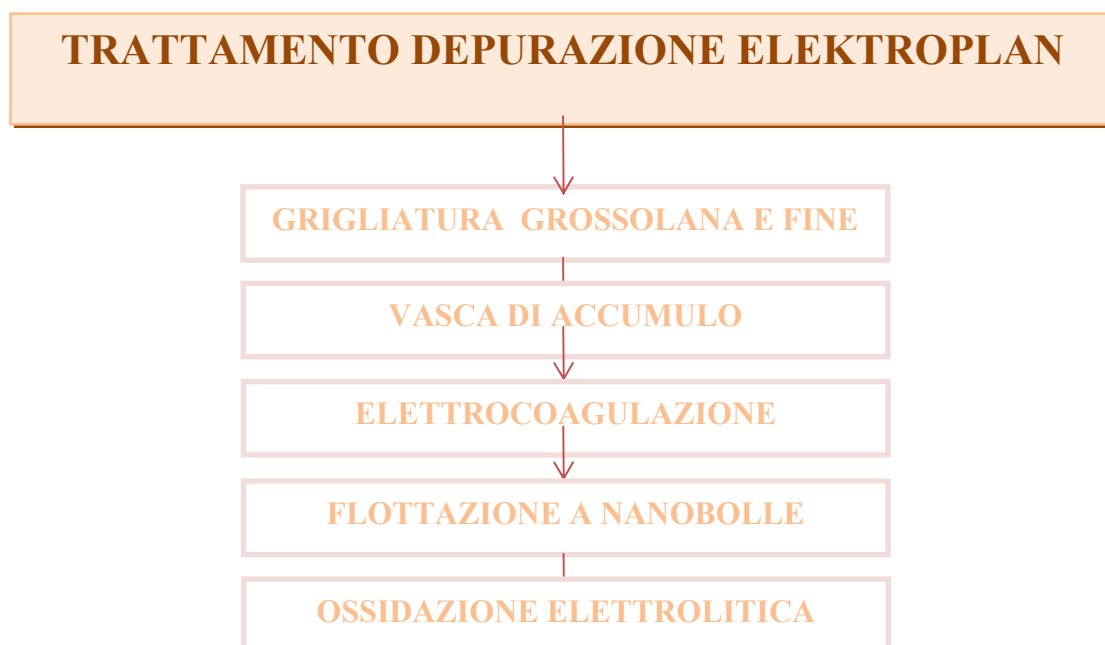 TRATTAMENTO DEPURAZIONE ELEKTROPLAN
GRIGLIATURA GROSSOLANA E FINE
VASCA DI ACCUMULO
ELETTROCOAGULAZIONE
FLOTTAZIONE A NANOBOLLE
OSSIDAZIONE ELETTROLITICA